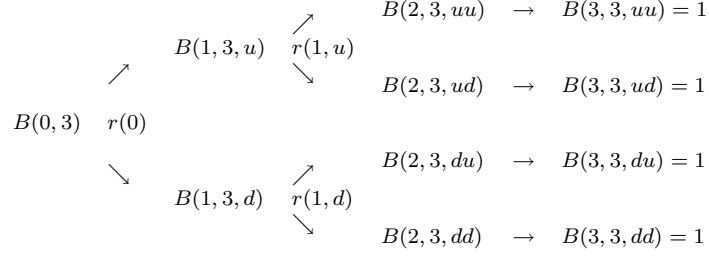 B(2, 3, uu) → B(3, 3, uu) = 1
B(1, 3, u) r(1, u)
B(2, 3, ud) → B(3, 3, ud) = 1
B(0, 3) r(0)
B(2, 3, du) → B(3, 3, du) = 1
B(1, 3, d) r(1, d)
B(2, 3, dd) → B(3, 3, dd) = 1